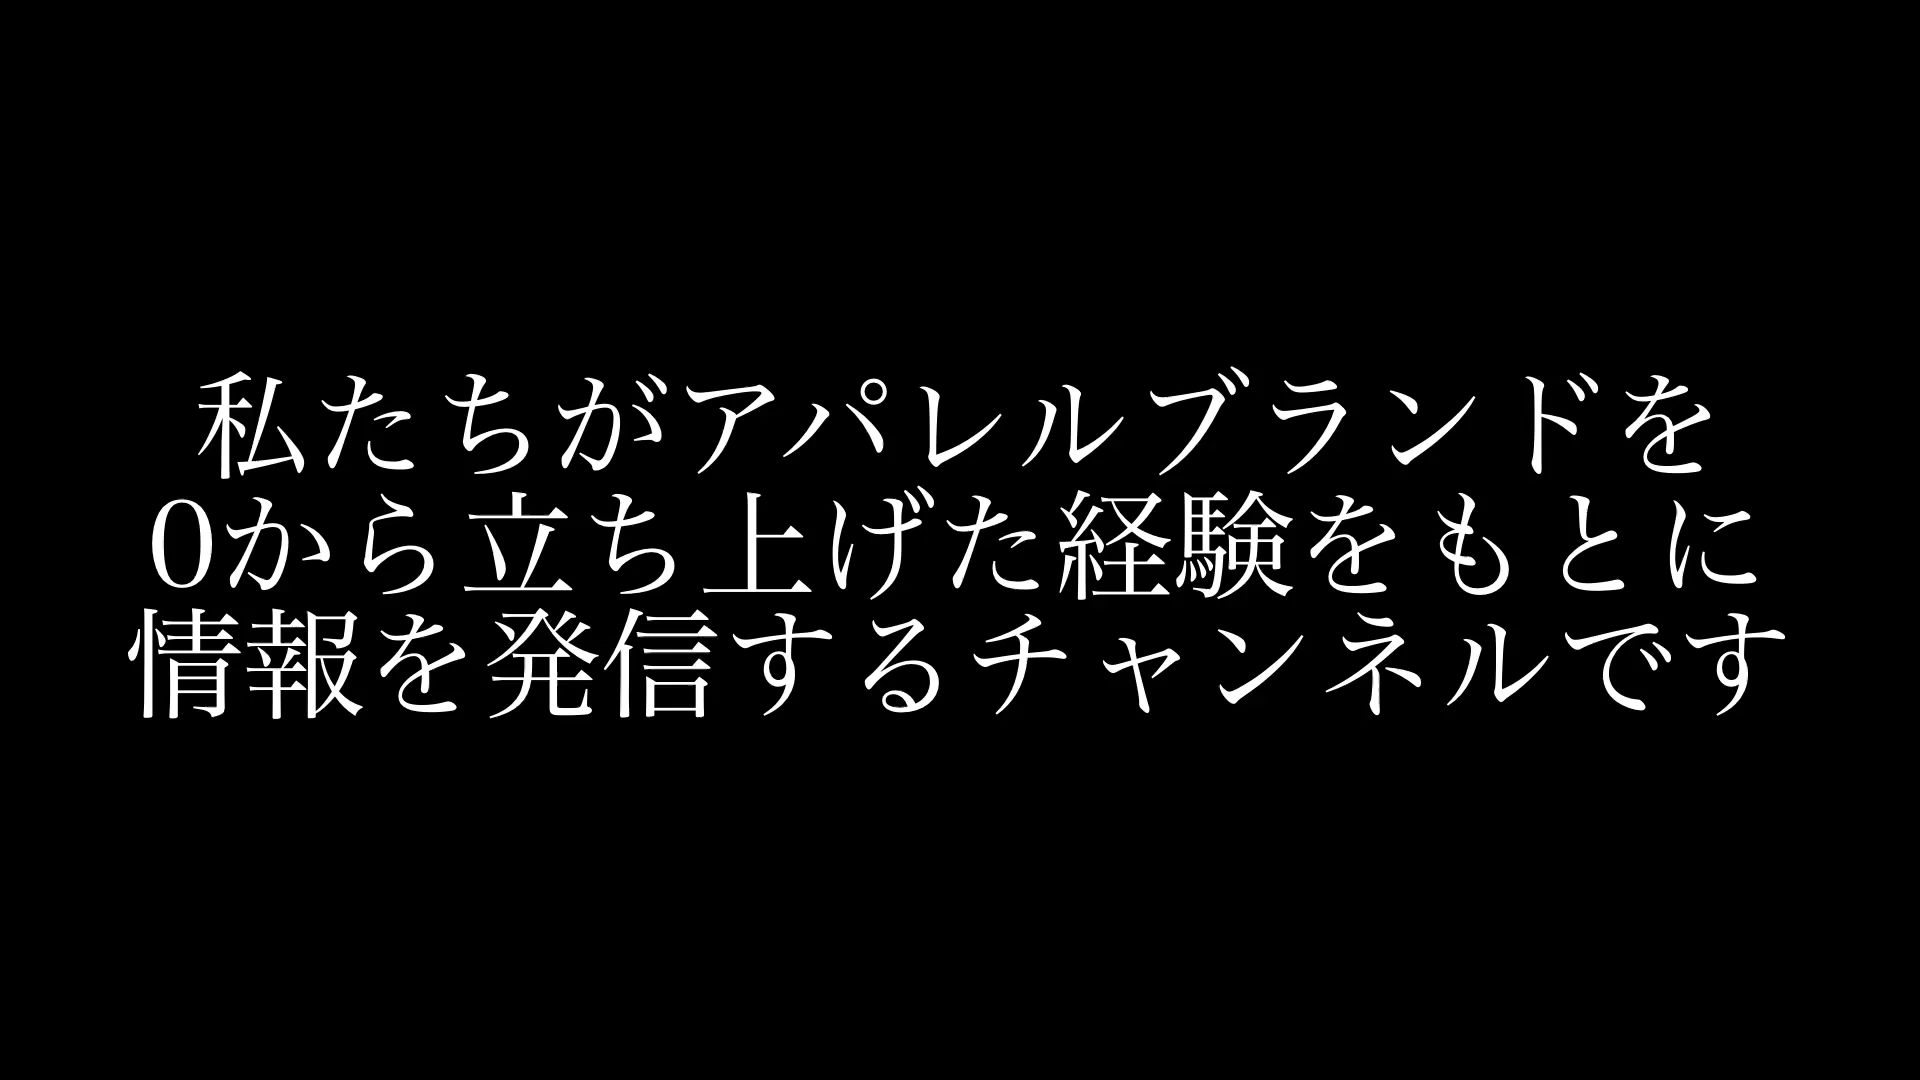 私たちがアパレルブランドを
0から立ち上げた経験をもとに
情報を発信するチャンネルです